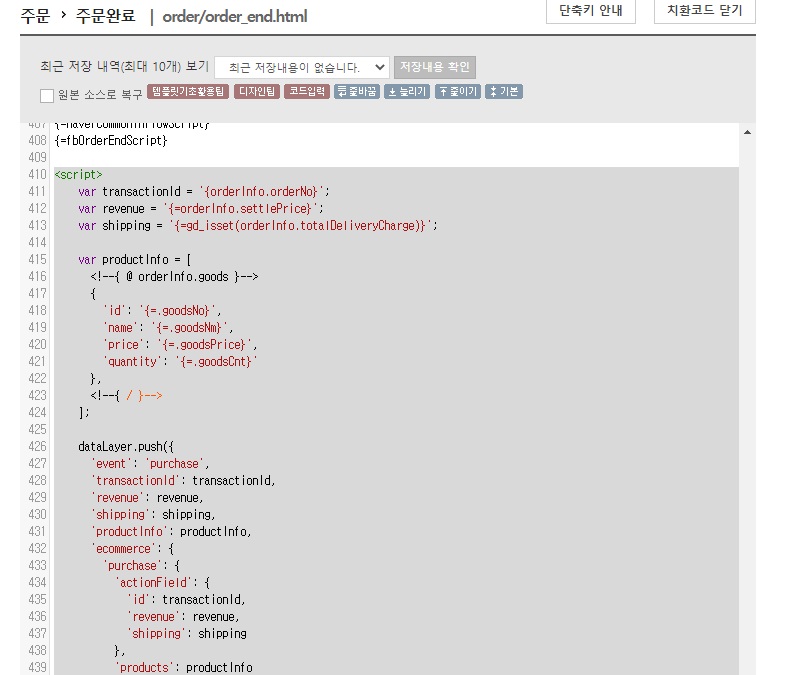 주문 > 주문완료 | order/order_end.html
단축키 안내
치환코드 닫기
최근 저장 내역(최대 10개) 보기
최근 저장내용이 없습니다.
저장내용 확인
원본 소스로 복구
템플릿기초활용팁
디자인팁
코드입력
줄바꿈
늘리기
줄이기
기본
407 {=naverCommonInflowScript}
408 {=fbOrderEndScript}
409
410 <script>
411 var transactionId = '{orderInfo.orderNo}';
412 var revenue = '{=orderInfo.settlePrice}';
413 var shipping = '{=gd_isset(orderInfo.totalDeliveryCharge)}';
414
415 var productInfo = [
416 <!--{ @ orderInfo.goods }-->
417 {
418 'id': '{=.goodsNo}',
419 'name': '{=.goodsNm}',
420 'price': '{=.goodsPrice}',
421 'quantity': '{=.goodsCnt}'
422 },
423 <!--{ / }-->
424 ];
425
426 dataLayer.push({
427 'event': 'purchase',
428 'transactionId': transactionId,
429 'revenue': revenue,
430 'shipping': shipping,
431 'productInfo': productInfo,
432 'ecommerce': {
433 'purchase': {
434 'actionField': {
435 'id': transactionId,
436 'revenue': revenue,
437 'shipping': shipping
438 },
439 'products': productInfo